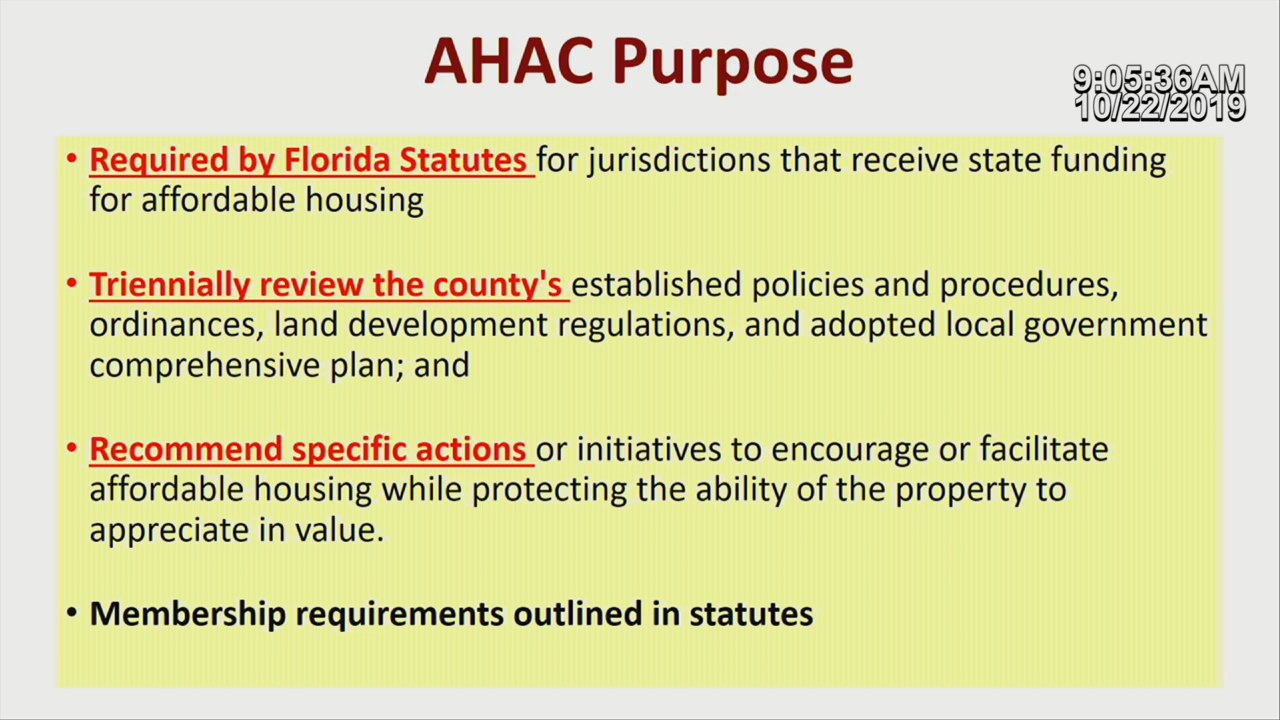 AHAC Purpose
9:05:36AM
10/22/2019
• Required by Florida Statutes for jurisdictions that receive state funding
for affordable housing
• Triennially review the county's established policies and procedures,
ordinances, land development regulations, and adopted local government
comprehensive plan; and
• Recommend specific actions or initiatives to encourage or facilitate
affordable housing while protecting the ability of the property to
appreciate in value.
• Membership requirements outlined in statutes